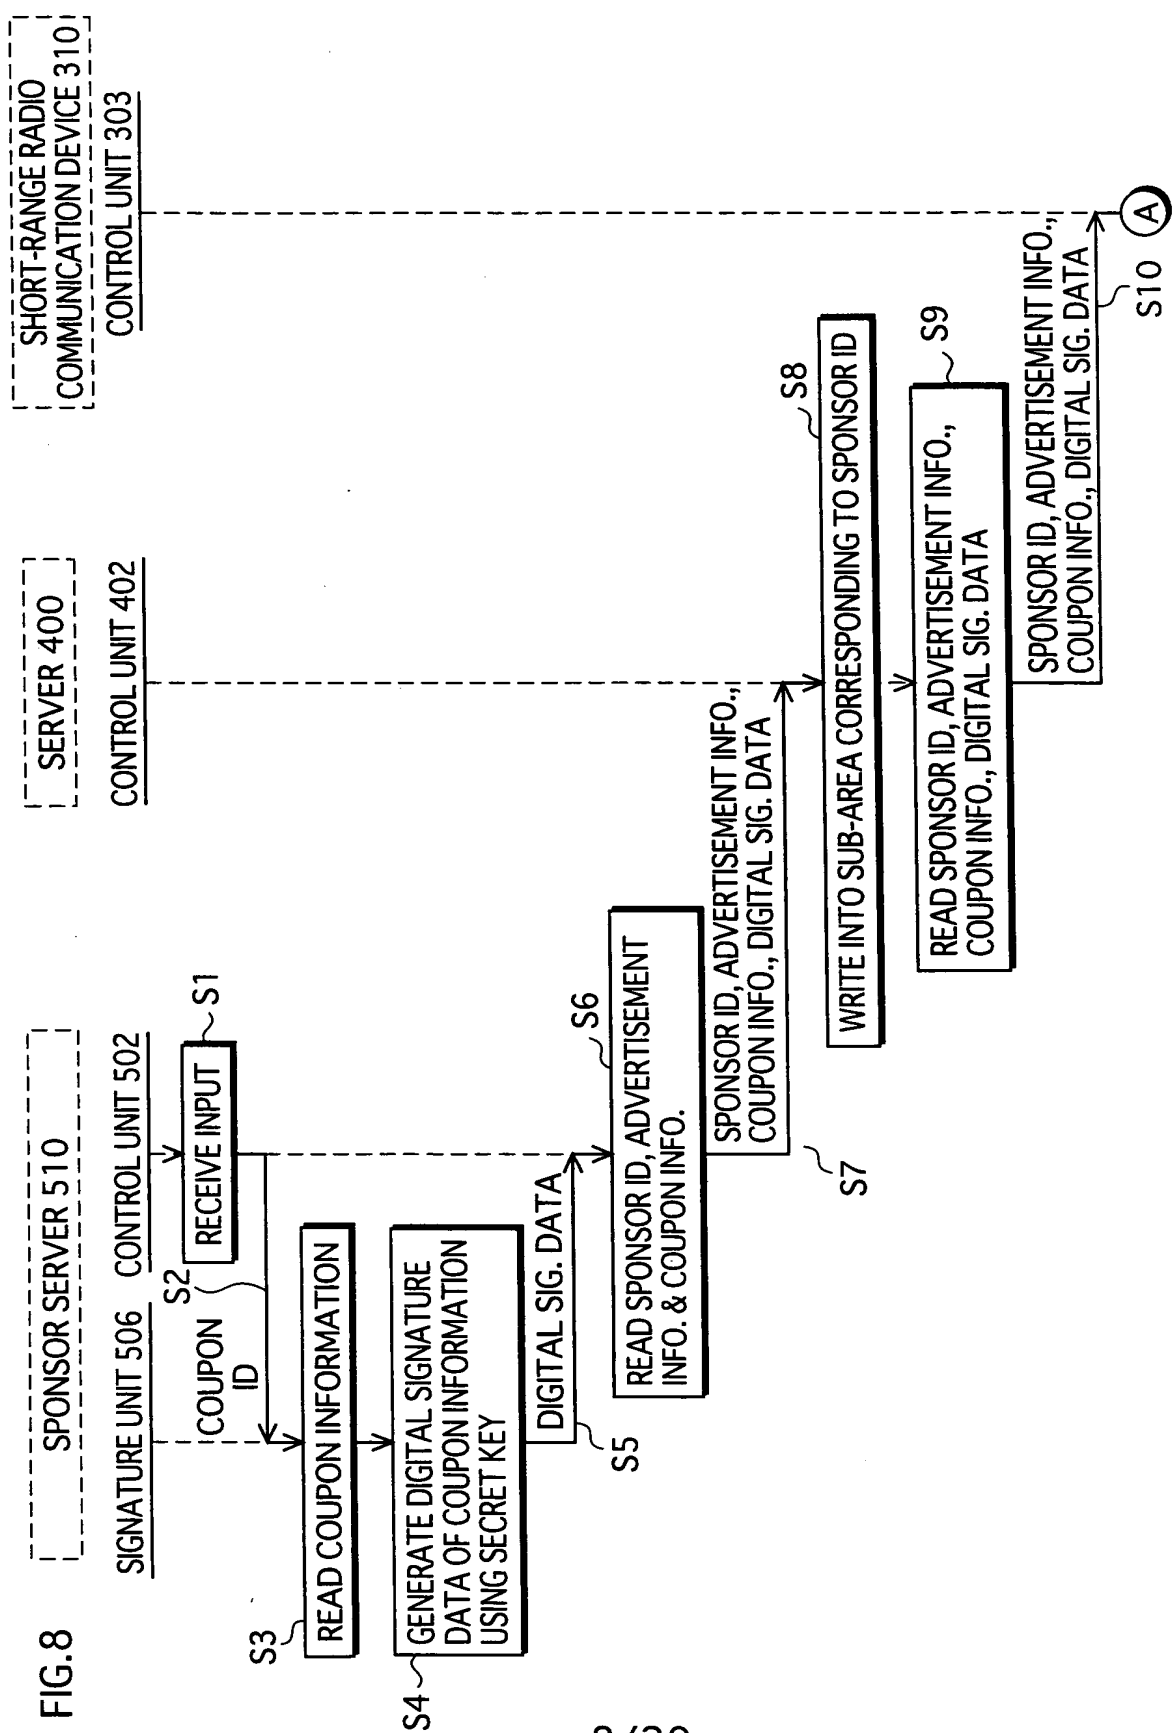 FIG.8
SPONSOR SERVER 510
SERVER 400
SHORT-RANGE RADIO
COMMUNICATION DEVICE 310
SIGNATURE UNIT 506
CONTROL UNIT 502
CONTROL UNIT 402
CONTROL UNIT 303
RECEIVE INPUT
S1
S2
COUPON
ID
S3
READ COUPON INFORMATION
S4
GENERATE DIGITAL SIGNATURE
DATA OF COUPON INFORMATION
USING SECRET KEY
DIGITAL SIG. DATA
S5
S6
READ SPONSOR ID, ADVERTISEMENT
INFO. & COUPON INFO.
SPONSOR ID, ADVERTISEMENT INFO.,
COUPON INFO., DIGITAL SIG. DATA
S7
S8
WRITE INTO SUB-AREA CORRESPONDING TO SPONSOR ID
S9
READ SPONSOR ID, ADVERTISEMENT INFO.,
COUPON INFO., DIGITAL SIG. DATA
SPONSOR ID, ADVERTISEMENT INFO.,
COUPON INFO., DIGITAL SIG. DATA
S10
A